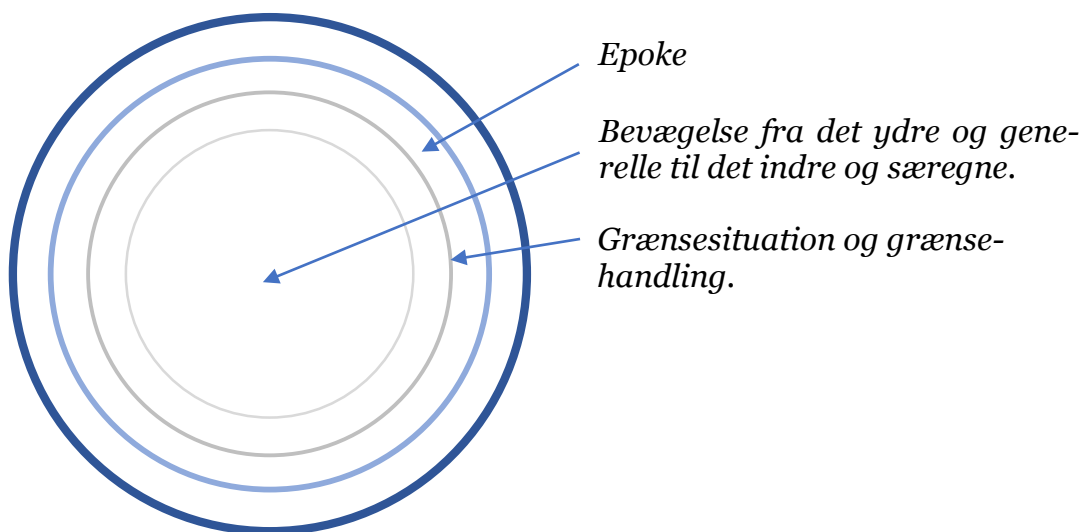 Epoke
Bevægelse fra det ydre og gene-
relle til det indre og særegne.
Grænsesituation og grænse-
handling.